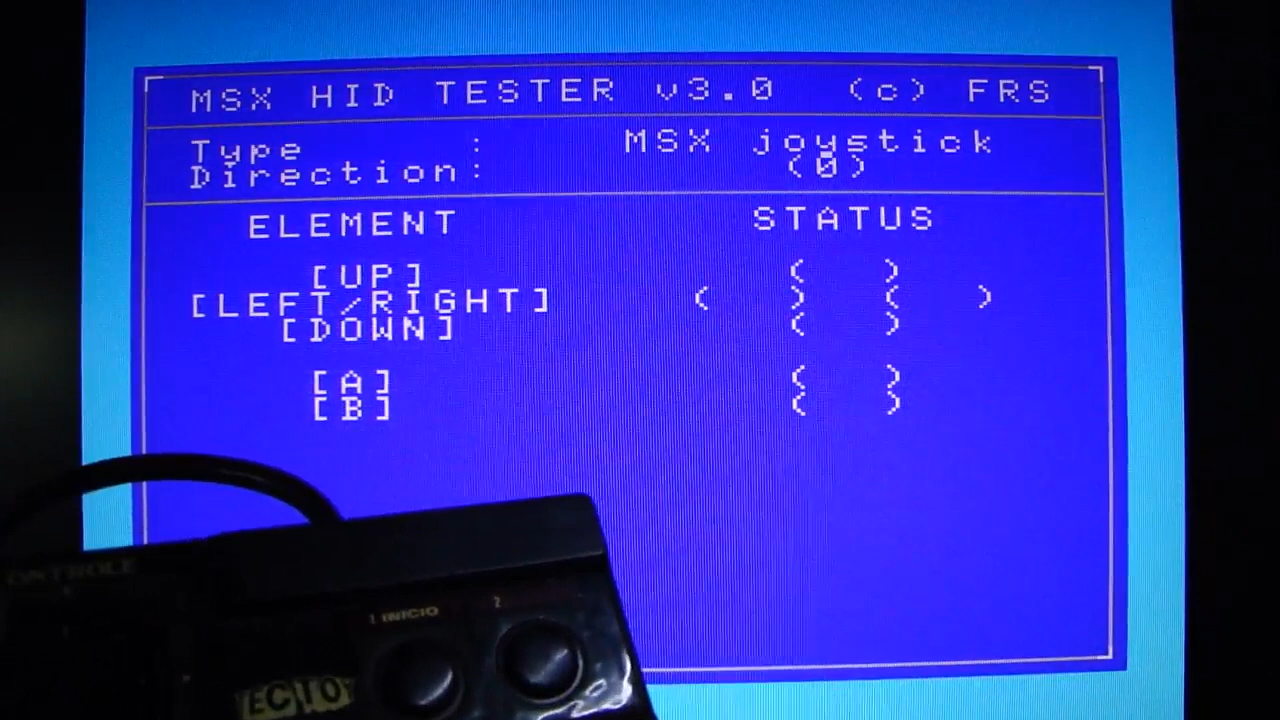 MSX HID TESTER v3.0 (c) FRS
Type : MSX joystick
Direction: (0)
ELEMENT STATUS
[UP] ( )
[LEFT/RIGHT] ( ) ( )
[DOWN] ( )
[A] ( )
[B] ( )
1 INICIO 2